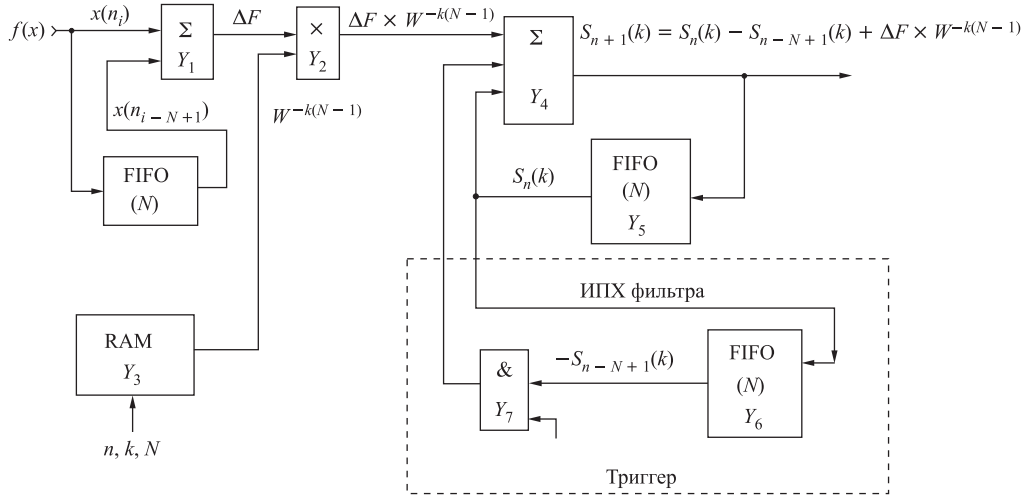 f(x) x(n_i) Σ Y_1 ΔF × Y_2 ΔF × W^{-k(N-1)} Σ Y_4 S_{n+1}(k) = S_n(k) − S_{n−N+1}(k) + ΔF × W^{-k(N-1)}
x(n_{i−N+1})
W^{-k(N-1)}
FIFO
(N)
S_n(k)
FIFO
(N)
Y_5
ИПХ фильтра
RAM
Y_3
n, k, N
&
Y_7
−S_{n−N+1}(k)
FIFO
(N)
Y_6
Триггер